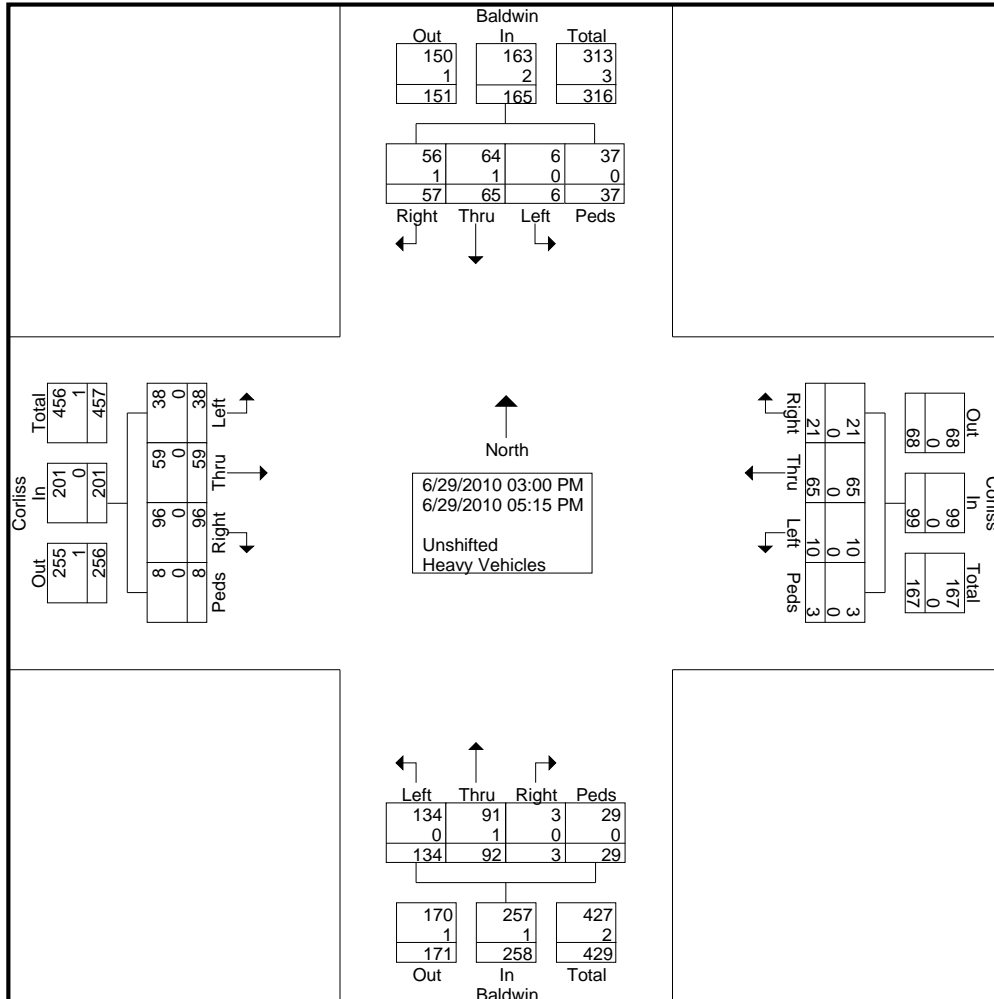 Baldwin
Out In Total
150 163 313
1 2 3
151 165 316
56 64 6 37
1 1 0 0
57 65 6 37
Right Thru Left Peds
Corliss
Total In Out
456 201 255
1 0 1
457 201 256
38 59 96 8
0 0 0 0
38 59 96 8
Left Thru Right Peds
North
6/29/2010 03:00 PM
6/29/2010 05:15 PM
Unshifted
Heavy Vehicles
Corliss
Out In Total
68 99 167
0 0 0
68 99 167
21 65 10 3
0 0 0 0
21 65 10 3
Right Thru Left Peds
Left Thru Right Peds
134 91 3 29
0 1 0 0
134 92 3 29
170 257 427
1 1 2
171 258 429
Out In Total
Baldwin